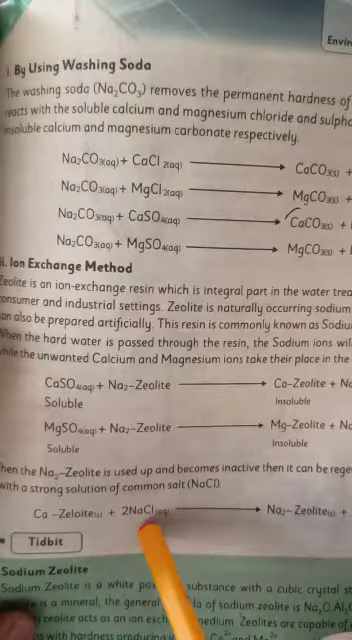 Envir
i. By Using Washing Soda
The washing soda (Na₂CO₃) removes the permanent hardness of
reacts with the soluble calcium and magnesium chloride and sulpha
insoluble calcium and magnesium carbonate respectively.
Na₂CO₃(aq) + CaCl₂(aq) ⟶ CaCO₃(s) +
Na₂CO₃(aq) + MgCl₂(aq) ⟶ MgCO₃(s) +
Na₂CO₃(aq) + CaSO₄(aq) ⟶ CaCO₃(s) +
Na₂CO₃(aq) + MgSO₄(aq) ⟶ MgCO₃(s) +
ii. Ion Exchange Method
Zeolite is an ion-exchange resin which is integral part in the water trea
consumer and industrial settings. Zeolite is naturally occurring sodium
can also be prepared artificially. This resin is commonly known as Sodiu
When the hard water is passed through the resin, the Sodium ions wil
while the unwanted Calcium and Magnesium ions take their place in the
CaSO₄(aq) + Na₂-Zeolite ⟶ Ca-Zeolite + Na
Soluble Insoluble
MgSO₄(aq) + Na₂-Zeolite ⟶ Mg-Zeolite + Na
Soluble Insoluble
When the Na₂-Zeolite is used up and becomes inactive then it can be rege
with a strong solution of common salt (NaCl).
Ca -Zeloite(s) + 2NaCl(aq) ⟶ Na₂-Zeolite(s) +
Tidbit
Sodium Zeolite
Sodium Zeolite is a white substance with a cubic crystal st
is a mineral, the general of sodium zeolite is Na₂O.Al₂O
zeolite acts as an ion exch medium. Zeolites are capable of
with hardness producing Ca²⁺ and Mg²⁺